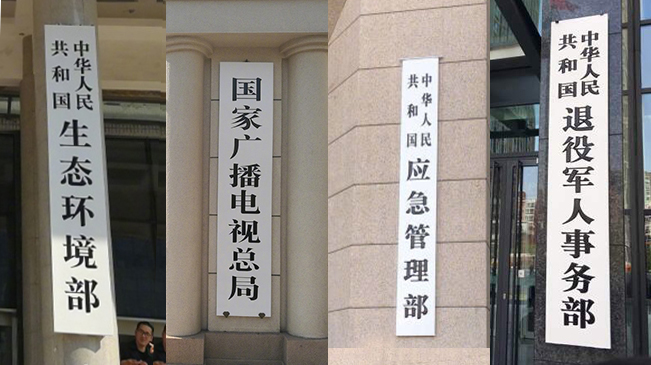 中华人民
共和国
生态环境部
国家广播电视总局
中华人民
共和国
应急管理部
中华人民
共和国
退役军人事务部